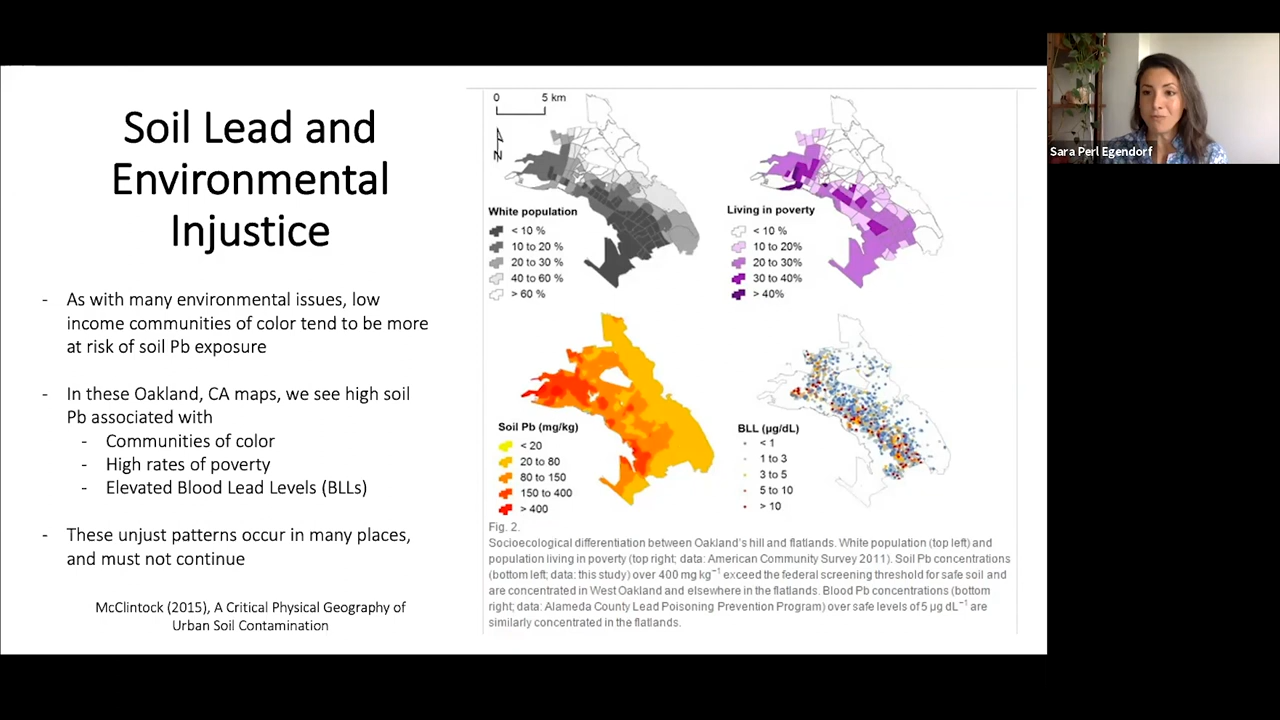 Soil Lead and
Environmental
Injustice
- As with many environmental issues, low
income communities of color tend to be more
at risk of soil Pb exposure
- In these Oakland, CA maps, we see high soil
Pb associated with
- Communities of color
- High rates of poverty
- Elevated Blood Lead Levels (BLLs)
- These unjust patterns occur in many places,
and must not continue
McClintock (2015), A Critical Physical Geography of
Urban Soil Contamination
0 5 km
N
White population
< 10 %
10 to 20 %
20 to 30 %
40 to 60 %
> 60 %
Living in poverty
< 10 %
10 to 20%
20 to 30%
30 to 40%
> 40%
Soil Pb (mg/kg)
< 20
20 to 80
80 to 150
150 to 400
> 400
BLL (µg/dL)
< 1
1 to 3
3 to 5
5 to 10
> 10
Fig. 2.
Socioecological differentiation between Oakland's hill and flatlands. White population (top left) and
population living in poverty (top right; data: American Community Survey 2011). Soil Pb concentrations
(bottom left; data: this study) over 400 mg kg⁻¹ exceed the federal screening threshold for safe soil and
are concentrated in West Oakland and elsewhere in the flatlands. Blood Pb concentrations (bottom
right; data: Alameda County Lead Poisoning Prevention Program) over safe levels of 5 µg dL⁻¹ are
similarly concentrated in the flatlands.
Sara Perl Egendorf